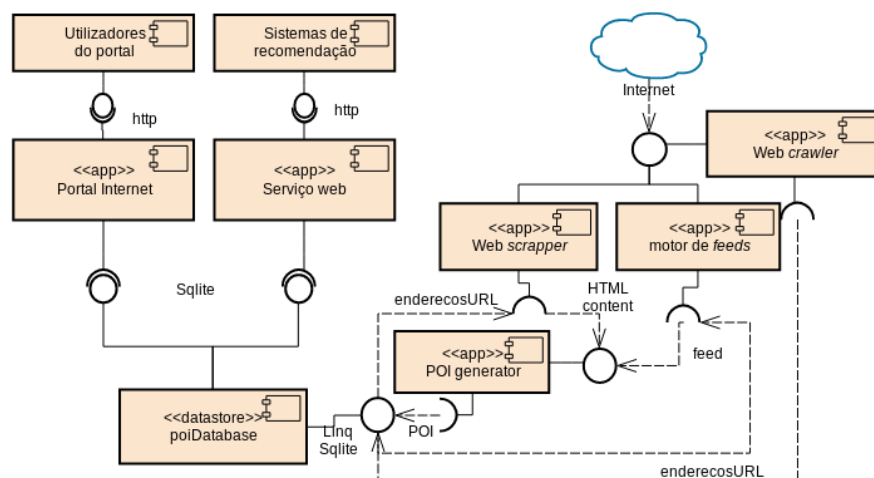 Utilizadores
do portal
Sistemas de
recomendação
http
http
Internet
<<app>>
Portal Internet
<<app>>
Serviço web
<<app>>
Web crawler
<<app>>
Web scrapper
<<app>>
motor de feeds
Sqlite
enderecosURL
HTML
content
<<app>>
POI generator
feed
<<datastore>>
poiDatabase
LInq
Sqlite
POI
enderecosURL